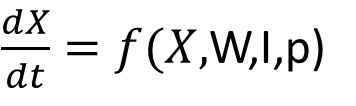 dX/dt = f(X,W,I,p)